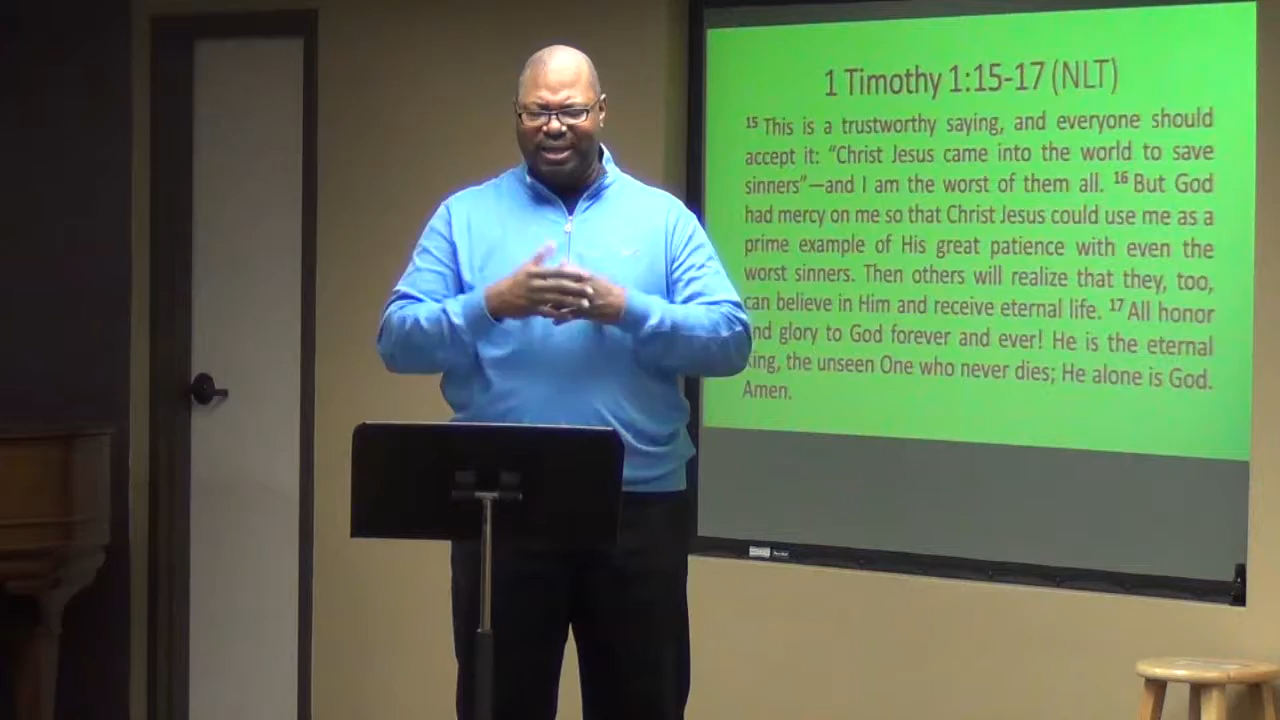 1 Timothy 1:15-17 (NLT)
15 This is a trustworthy saying, and everyone should
accept it: “Christ Jesus came into the world to save
sinners”—and I am the worst of them all. 16 But God
had mercy on me so that Christ Jesus could use me as a
prime example of His great patience with even the
worst sinners. Then others will realize that they, too,
can believe in Him and receive eternal life. 17 All honor
nd glory to God forever and ever! He is the eternal
King, the unseen One who never dies; He alone is God.
Amen.